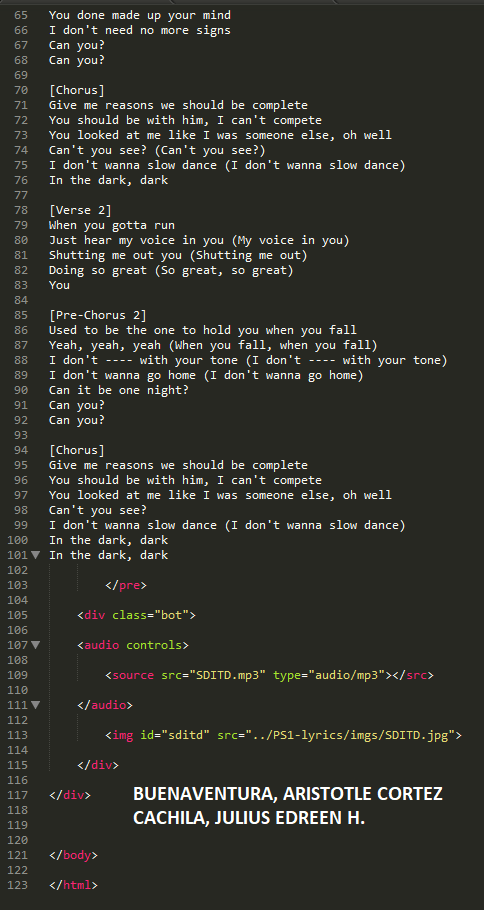 65 You done made up your mind
66 I don't need no more signs
67 Can you?
68 Can you?
69
70 [Chorus]
71 Give me reasons we should be complete
72 You should be with him, I can't compete
73 You looked at me like I was someone else, oh well
74 Can't you see? (Can't you see?)
75 I don't wanna slow dance (I don't wanna slow dance)
76 In the dark, dark
77
78 [Verse 2]
79 When you gotta run
80 Just hear my voice in you (My voice in you)
81 Shutting me out you (Shutting me out)
82 Doing so great (So great, so great)
83 You
84
85 [Pre-Chorus 2]
86 Used to be the one to hold you when you fall
87 Yeah, yeah, yeah (When you fall, when you fall)
88 I don't ---- with your tone (I don't ---- with your tone)
89 I don't wanna go home (I don't wanna go home)
90 Can it be one night?
91 Can you?
92 Can you?
93
94 [Chorus]
95 Give me reasons we should be complete
96 You should be with him, I can't compete
97 You looked at me like I was someone else, oh well
98 Can't you see?
99 I don't wanna slow dance (I don't wanna slow dance)
100 In the dark, dark
101 In the dark, dark
102
103 </pre>
104
105 <div class="bot">
106
107 <audio controls>
108
109 <source src="SDITD.mp3" type="audio/mp3"></src>
110
111 </audio>
112
113 <img id="sditd" src="../PS1-lyrics/imgs/SDITD.jpg">
114
115 </div>
116
117 </div> BUENAVENTURA, ARISTOTLE CORTEZ
118 CACHILA, JULIUS EDREEN H.
119
120
121 </body>
122
123 </html>